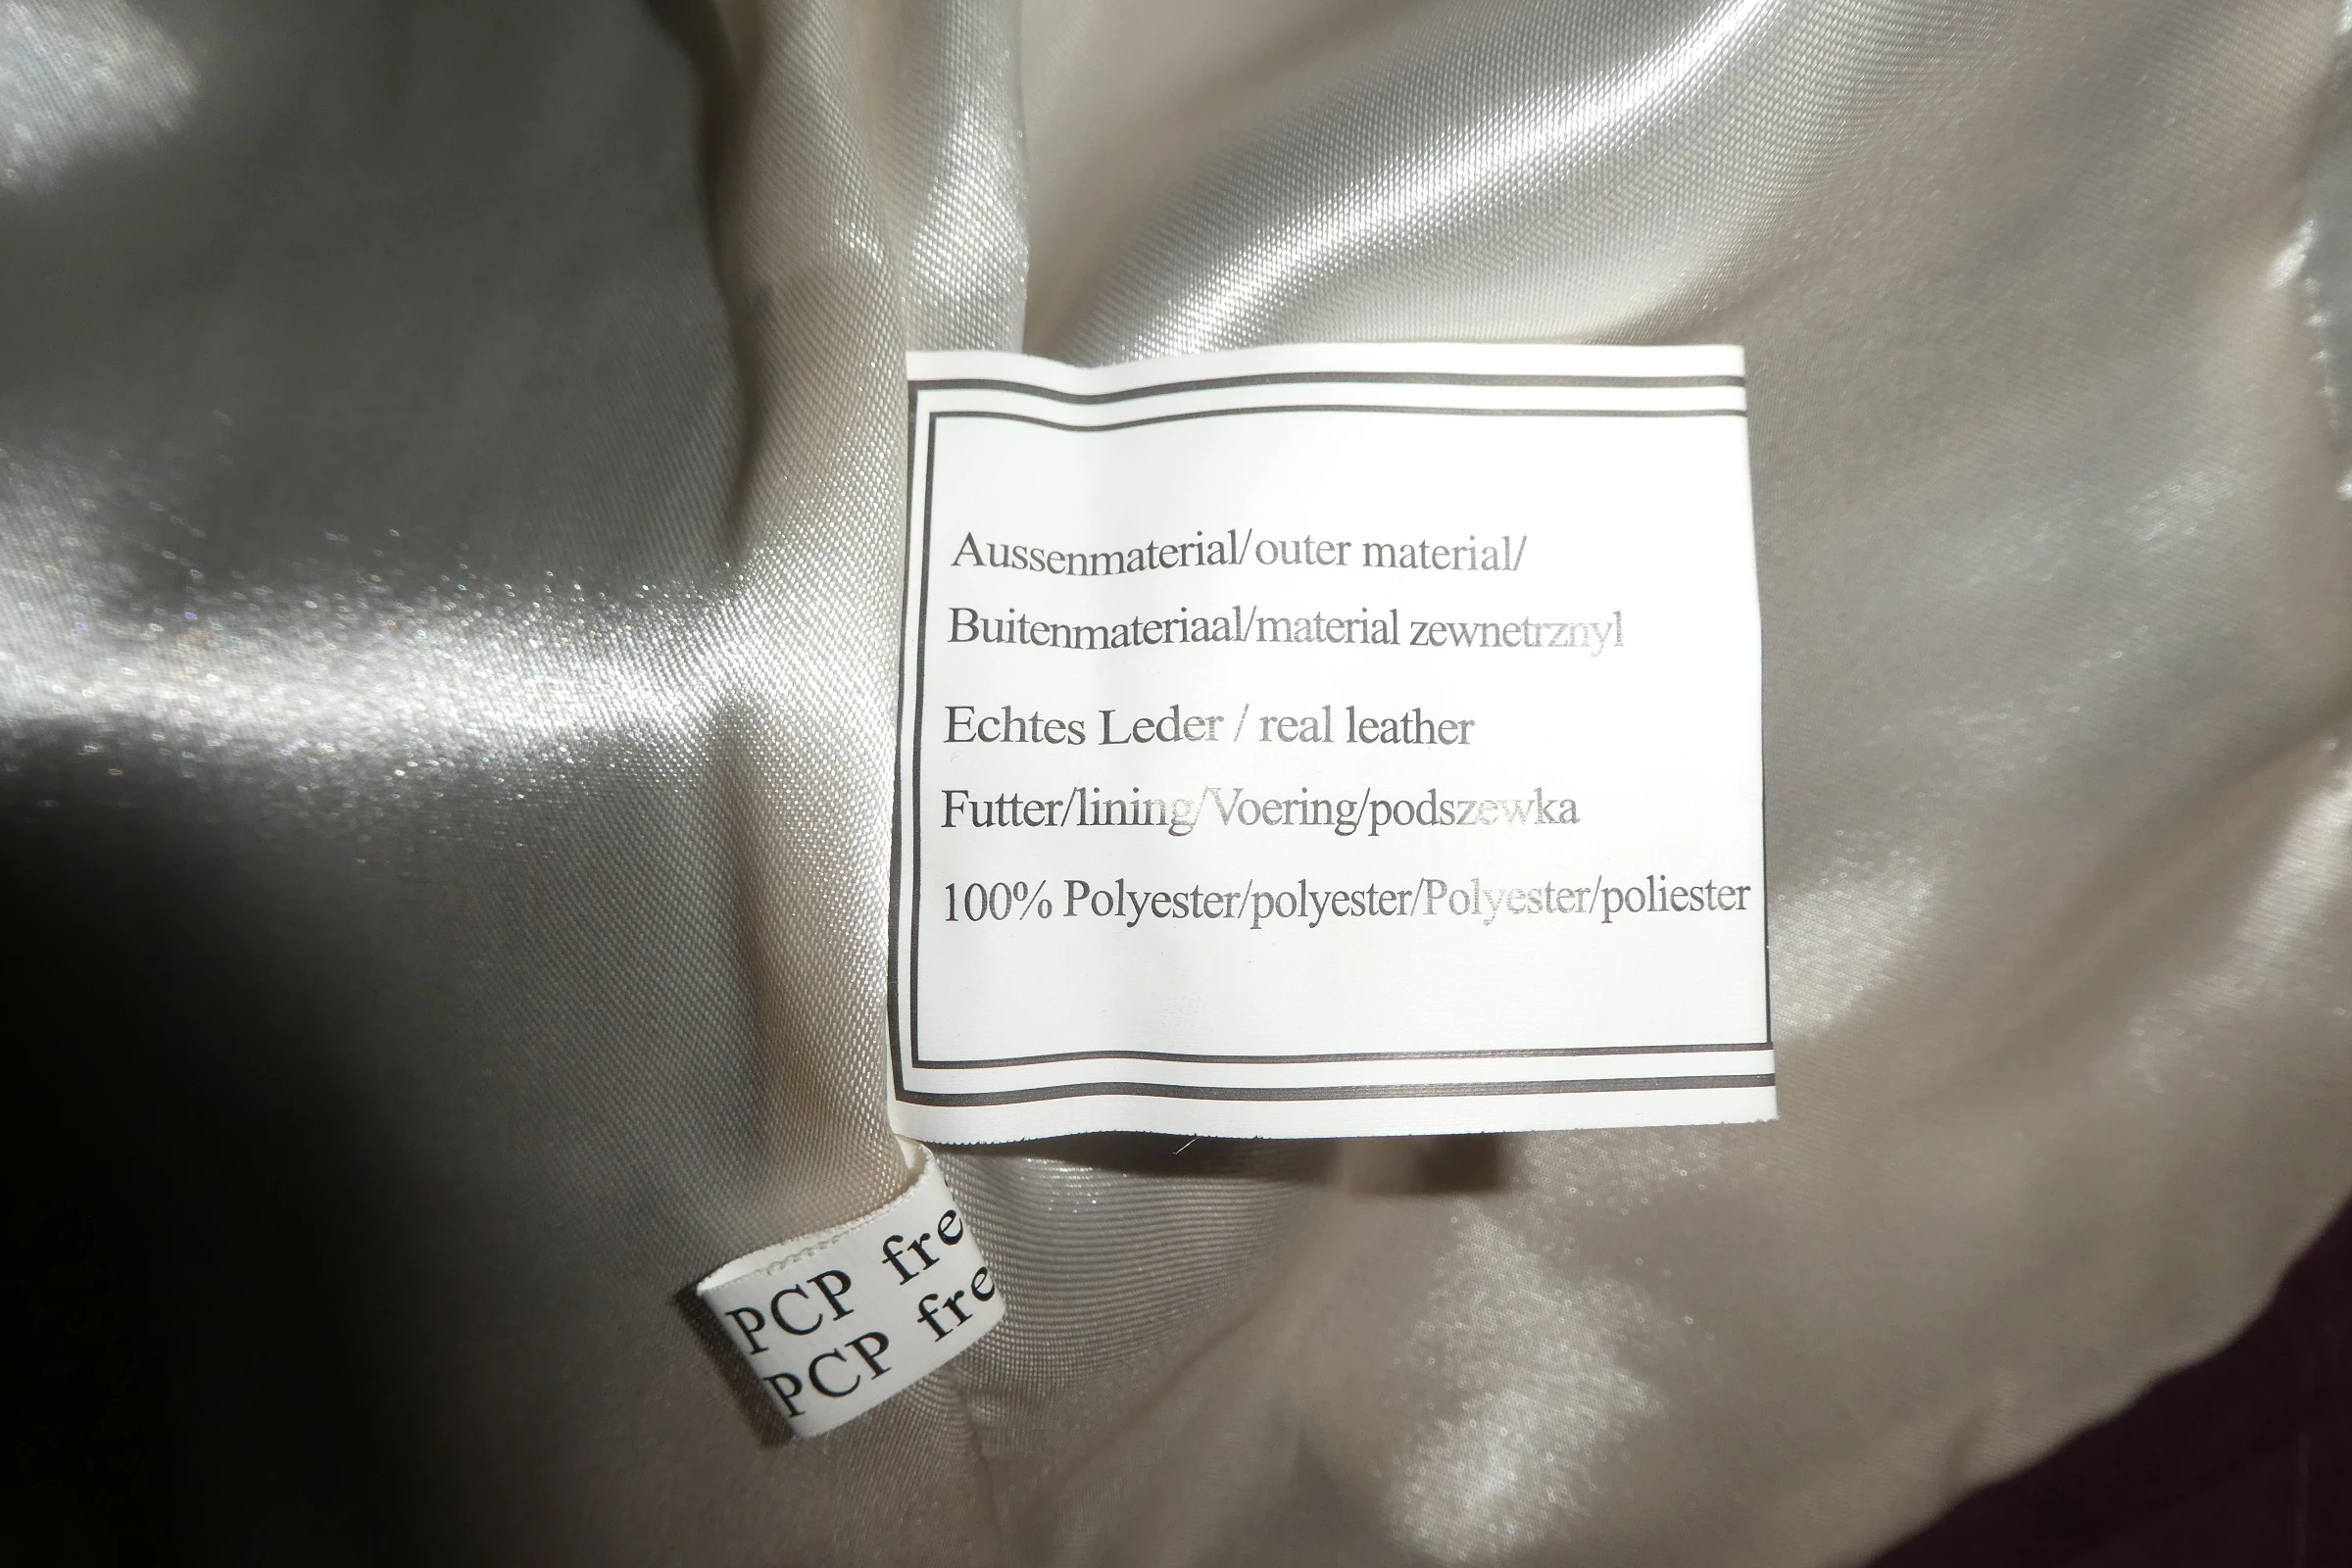 Aussenmaterial/outer material/
Buitenmateriaal/material zewnetrznyl
Echtes Leder / real leather
Futter/lining/Voering/podszewka
100% Polyester/polyester/Polyester/poliester
PCP fre
PCP fre